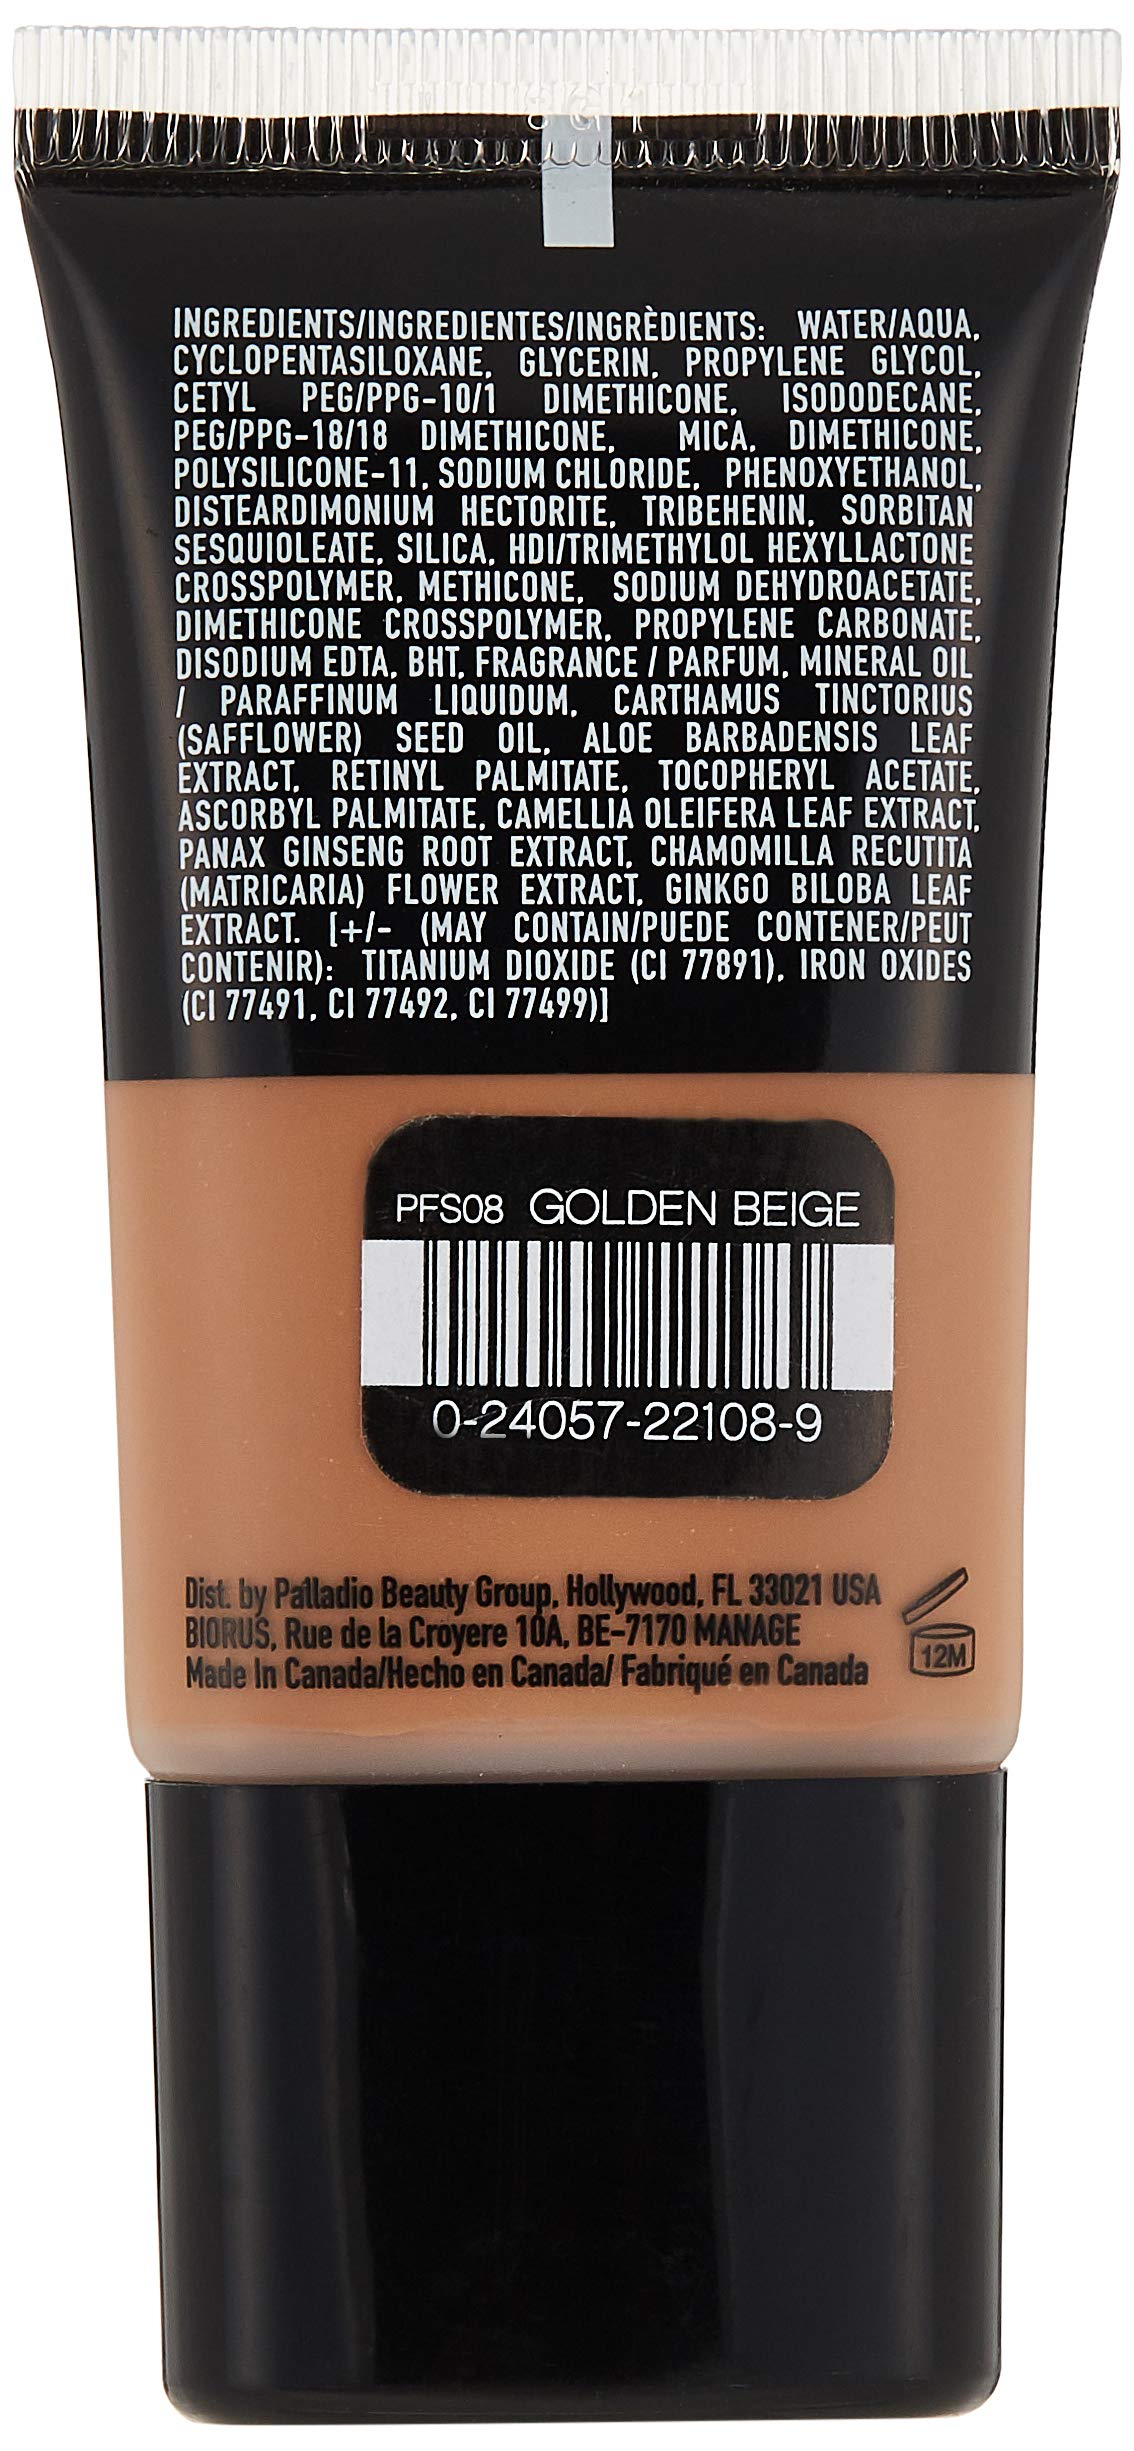 INGREDIENTS/INGREDIENTES/INGRÈDIENTS: WATER/AQUA,
CYCLOPENTASILOXANE, GLYCERIN, PROPYLENE GLYCOL,
CETYL PEG/PPG-10/1 DIMETHICONE, ISODODECANE,
PEG/PPG-18/18 DIMETHICONE, MICA, DIMETHICONE,
POLYSILICONE-11, SODIUM CHLORIDE, PHENOXYETHANOL,
DISTEARDIMONIUM HECTORITE, TRIBEHENIN, SORBITAN
SESQUIOLEATE, SILICA, HDI/TRIMETHYLOL HEXYLLACTONE
CROSSPOLYMER, METHICONE, SODIUM DEHYDROACETATE,
DIMETHICONE CROSSPOLYMER, PROPYLENE CARBONATE,
DISODIUM EDTA, BHT, FRAGRANCE / PARFUM, MINERAL OIL
/ PARAFFINUM LIQUIDUM, CARTHAMUS TINCTORIUS
(SAFFLOWER) SEED OIL, ALOE BARBADENSIS LEAF
EXTRACT, RETINYL PALMITATE, TOCOPHERYL ACETATE,
ASCORBYL PALMITATE, CAMELLIA OLEIFERA LEAF EXTRACT,
PANAX GINSENG ROOT EXTRACT, CHAMOMILLA RECUTITA
(MATRICARIA) FLOWER EXTRACT, GINKGO BILOBA LEAF
EXTRACT. [+/- (MAY CONTAIN/PUEDE CONTENER/PEUT
CONTENIR): TITANIUM DIOXIDE (CI 77891), IRON OXIDES
(CI 77491, CI 77492, CI 77499)]
PFS08 GOLDEN BEIGE
0-24057-22108-9
Dist. by Palladio Beauty Group, Hollywood, FL 33021 USA
BIORUS, Rue de la Croyere 10A, BE-7170 MANAGE
Made In Canada/Hecho en Canada/ Fabriqué en Canada
12M